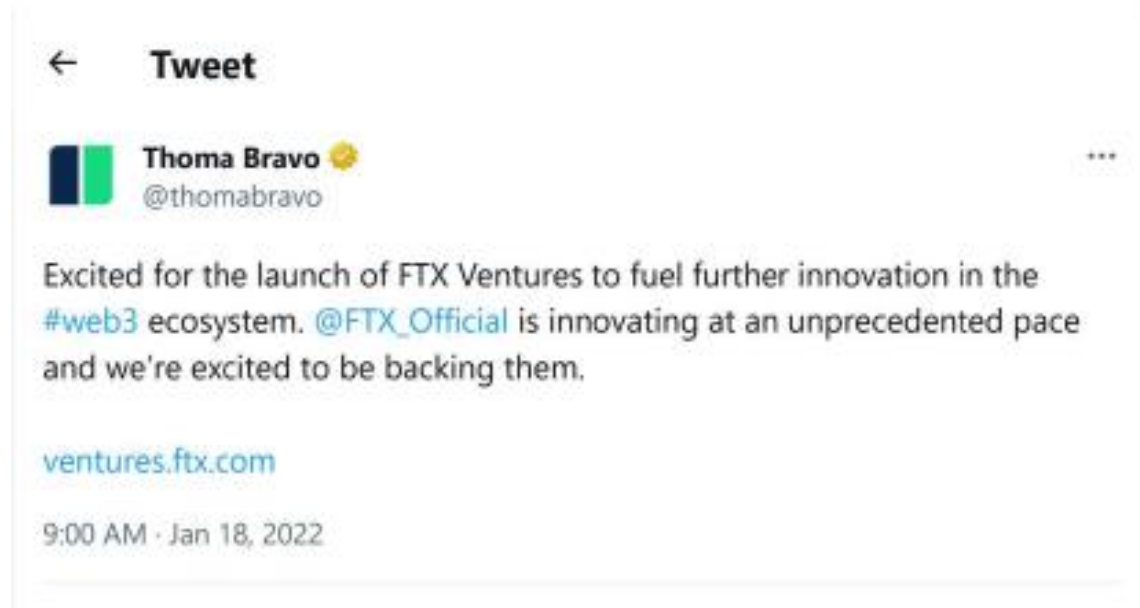 Tweet
Thoma Bravo
@thomabravo
Excited for the launch of FTX Ventures to fuel further innovation in the
#web3 ecosystem. @FTX_Official is innovating at an unprecedented pace
and we're excited to be backing them.
ventures.ftx.com
9:00 AM · Jan 18, 2022